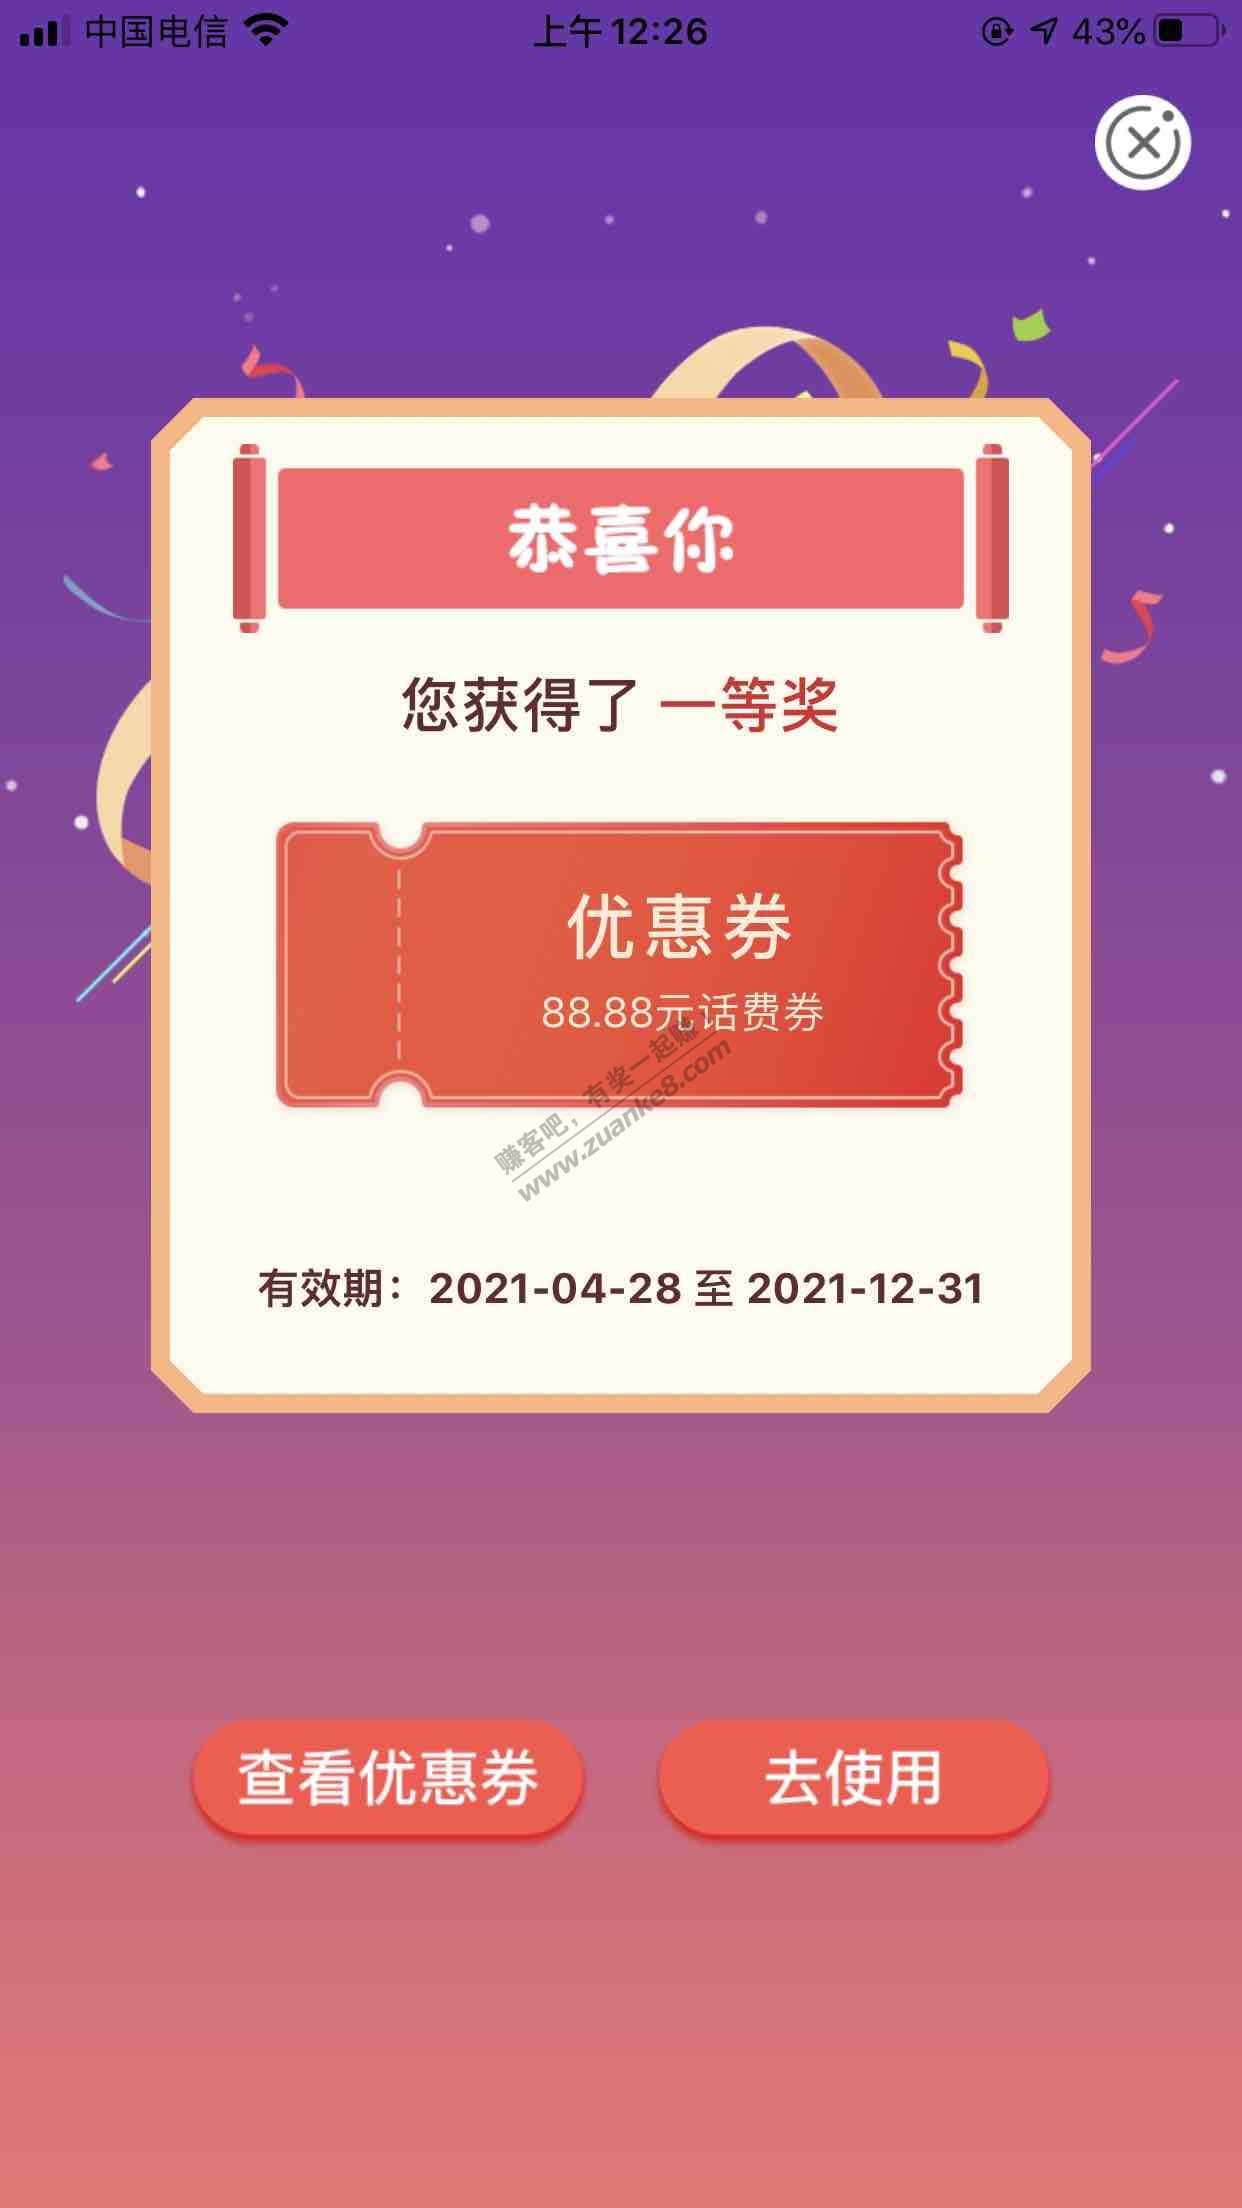 中国电信
上午 12:26
43%
恭喜你
您获得了 一等奖
优惠券
88.88元话费券
赚客吧，有奖一起赚！
www.zuanke8.com
有效期：2021-04-28 至 2021-12-31
查看优惠券
去使用